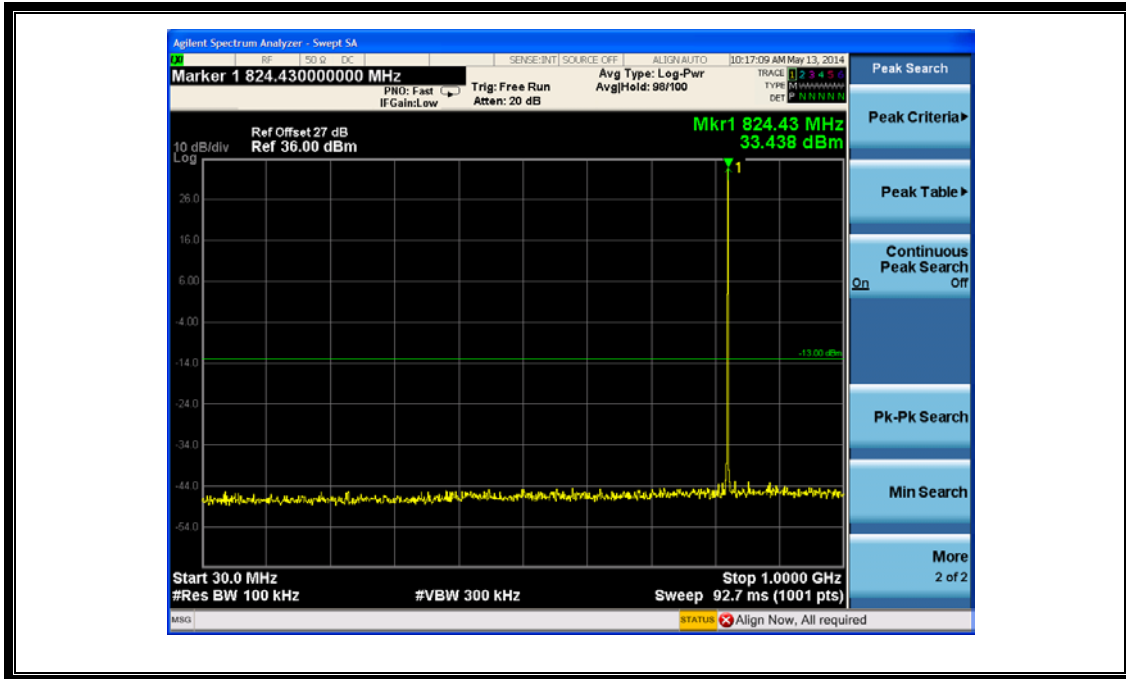 Agilent Spectrum Analyzer - Swept SA
RF 50 Ω DC SENSE:INT SOURCE OFF ALIGN AUTO 10:17:09 AM May 13, 2014
Marker 1 824.430000000 MHz
PNO: Fast
IFGain:Low
Trig: Free Run
Atten: 20 dB
Avg Type: Log-Pwr
Avg|Hold: 98/100
TRACE 1 2 3 4 5 6
TYPE M
DET P N N N N N
Ref Offset 27 dB
Ref 36.00 dBm
10 dB/div
Log
Mkr1 824.43 MHz
33.438 dBm
1
26.0
16.0
6.00
-4.00
-14.0
-24.0
-34.0
-44.0
-54.0
-13.00 dBm
Start 30.0 MHz
Stop 1.0000 GHz
#Res BW 100 kHz
#VBW 300 kHz
Sweep 92.7 ms (1001 pts)
MSG
STATUS Align Now, All required
Peak Search
Peak Criteria
Peak Table
Continuous
Peak Search
On Off
Pk-Pk Search
Min Search
More
2 of 2